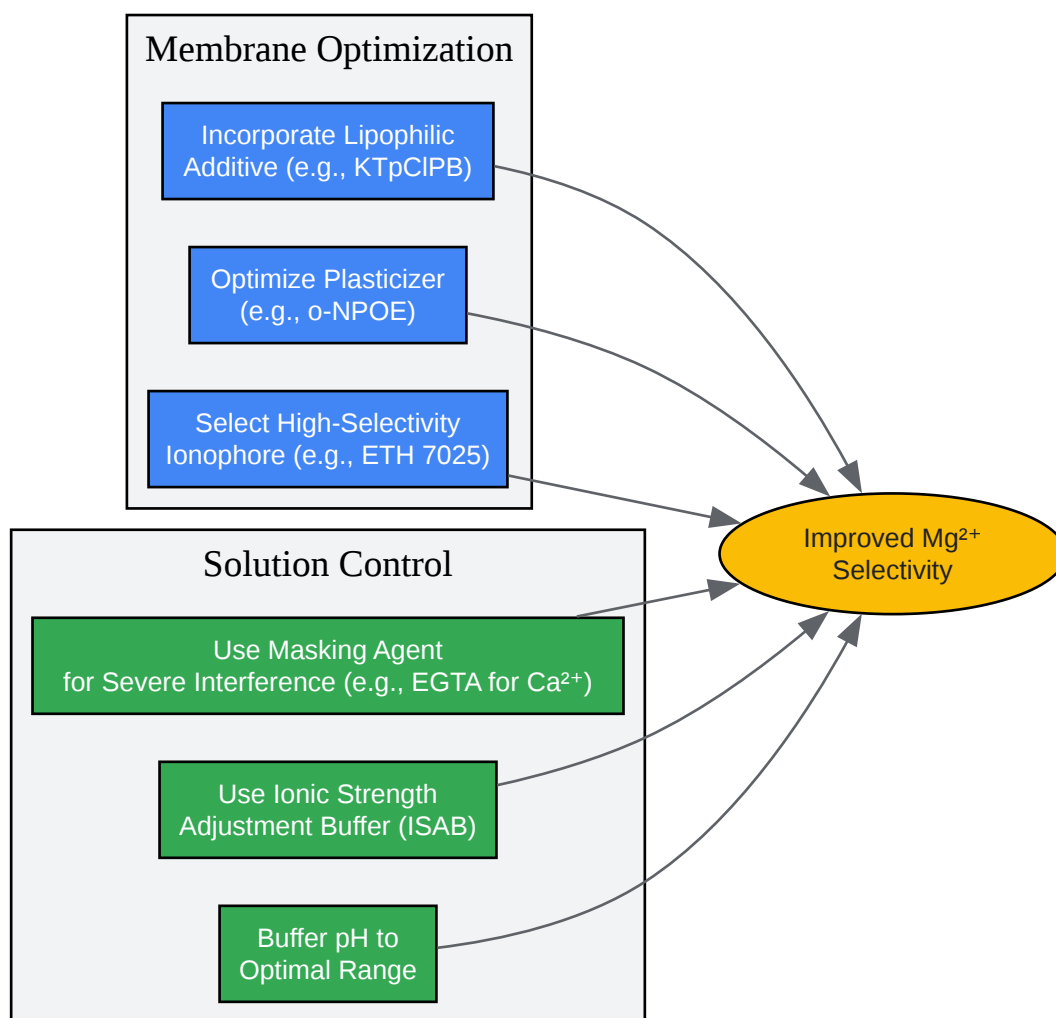 Membrane Optimization
Incorporate Lipophilic
Additive (e.g., KTpClPB)
Optimize Plasticizer
(e.g., o-NPOE)
Select High-Selectivity
Ionophore (e.g., ETH 7025)
Improved Mg²⁺
Selectivity
Solution Control
Use Masking Agent
for Severe Interference (e.g., EGTA for Ca²⁺)
Use Ionic Strength
Adjustment Buffer (ISAB)
Buffer pH to
Optimal Range